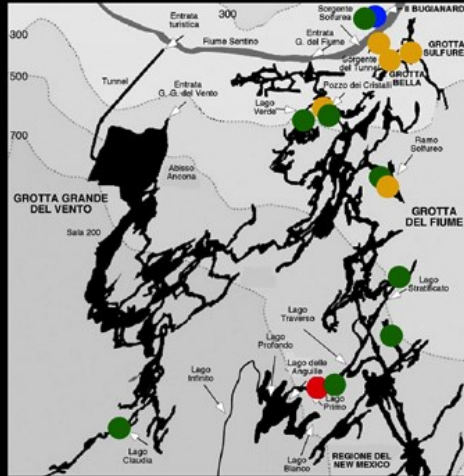 300
300
500
700
Entrata
turistica
Fiume Sentino
Tunnel
Entrata
G. G. del Vento
Entrata
G. del Fiume
Sorgente
Sulfurea
Il BUGIANARDO
Sorgente
del Tunnel
GROTTA
SULFUREA
GROTTA
BELLA
Lago
Verde
Pozzo dei Cristalli
Ramo
Sulfureo
Abisso
Ancona
GROTTA GRANDE
DEL VENTO
Sala 200
GROTTA
DEL FIUME
Lago
Stratificato
Lago
Traverso
Lago
Profondo
Lago delle
Anguille
Lago
Infinito
Lago
Primo
Lago
Claudia
Lago
Bianco
REGIONE DEL
NEW MEXICO